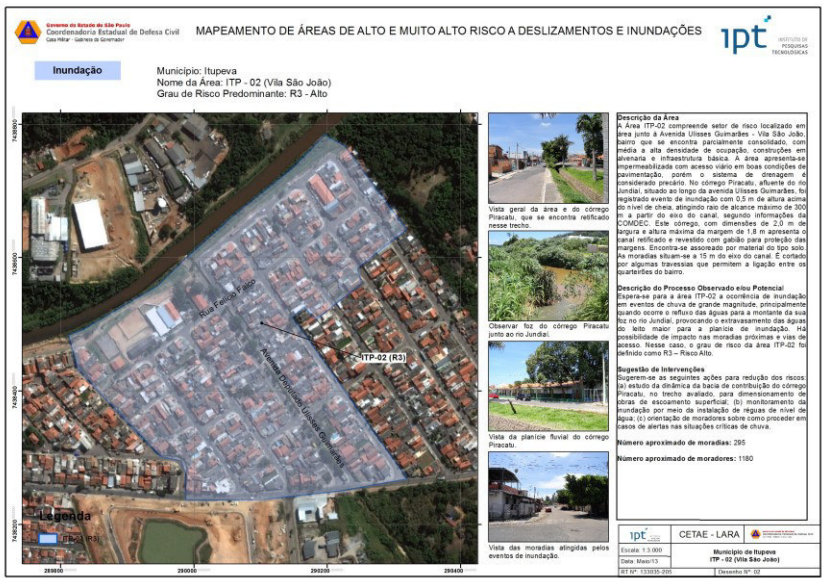 Governo do Estado de São Paulo
Coordenadoria Estadual de Defesa Civil
Casa Militar - Gabinete do Governador
MAPEAMENTO DE ÁREAS DE ALTO E MUITO ALTO RISCO A DESLIZAMENTOS E INUNDAÇÕES
ipt
INSTITUTO DE
PESQUISAS
TECNOLÓGICAS
Inundação
Município: Itupeva
Nome da Área: ITP - 02 (Vila São João)
Grau de Risco Predominante: R3 - Alto
7438800
7438600
7438400
7438200
Rua Felício Falco
ITP-02 (R3)
Avenida Deputado Ulisses Guimarães
Legenda
289800
290000
290200
290400
Vista geral da área e do córrego
Piracatu, que se encontra retificado
nesse trecho.
Observar foz do córrego Piracatu
junto ao rio Jundiaí.
Vista da planície fluvial do córrego
Piracatu.
Vista das moradias atingidas pelos
eventos de inundação.
Descrição da Área
A Área ITP-02 compreende setor de risco localizado em
área junto à Avenida Ulisses Guimarães - Vila São João,
bairro que se encontra parcialmente consolidado, com
média a alta densidade de ocupação, construções em
alvenaria e infraestrutura básica. A área apresenta-se
impermeabilizada com acesso viário em boas condições de
pavimentação, porém o sistema de drenagem é
considerado precário. No córrego Piracatu, afluente do rio
Jundiaí, situado ao longo da avenida Ulisses Guimarães, foi
registrado evento de inundação com 0,5 m de altura acima
do nível de cheia, atingindo raio de alcance máximo de 300
m a partir do eixo do canal, segundo informações da
COMDEC. Este córrego, com dimensões de 2,0 m de
largura e altura máxima da margem de 1,8 m apresenta o
canal retificado e revestido com gabião para proteção das
margens. Encontra-se assoreado por material do tipo solo.
As moradias situam-se a 15 m do eixo do canal. É cortado
por algumas travessias que permitem a ligação entre os
quarteirões do bairro.
Descrição do Processo Observado e/ou Potencial
Espera-se para a área ITP-02 a ocorrência de inundação
em eventos de chuva de grande magnitude, principalmente
quando ocorre o refluxo das águas para a montante da sua
foz no rio Jundiaí, provocando o extravasamento das águas
do leito maior para a planície de inundação. Há
possibilidade de impacto nas moradias próximas e vias de
acesso. Nesse caso, o grau de risco da área ITP-02 foi
definido como R3 – Risco Alto.
Sugestão de Intervenções
Sugerem-se as seguintes ações para redução dos riscos:
(a) estudo da dinâmica da bacia de contribuição do córrego
Piracatu, no trecho avaliado, para dimensionamento de
obras de escoamento superficial; (b) monitoramento da
inundação por meio da instalação de réguas de nível de
água; (c) orientação de moradores sobre como proceder em
casos de alertas nas situações críticas de chuva.
Número aproximado de moradias: 295
Número aproximado de moradores: 1180
ipt
CETAE - LARA
Escala: 1:3.000
Data: Maio/13
RT Nº: 133035-205
Município de Itupeva
ITP - 02 (Vila São João)
Desenho Nº: 02